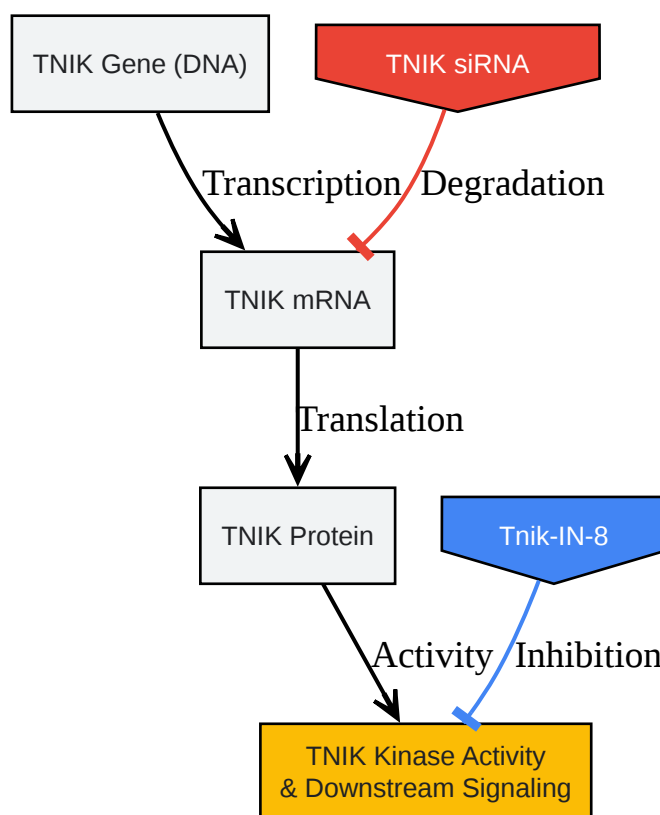 TNIK Gene (DNA)
TNIK siRNA
Transcription
Degradation
TNIK mRNA
Translation
TNIK Protein
Tnik-IN-8
Activity
Inhibition
TNIK Kinase Activity
& Downstream Signaling